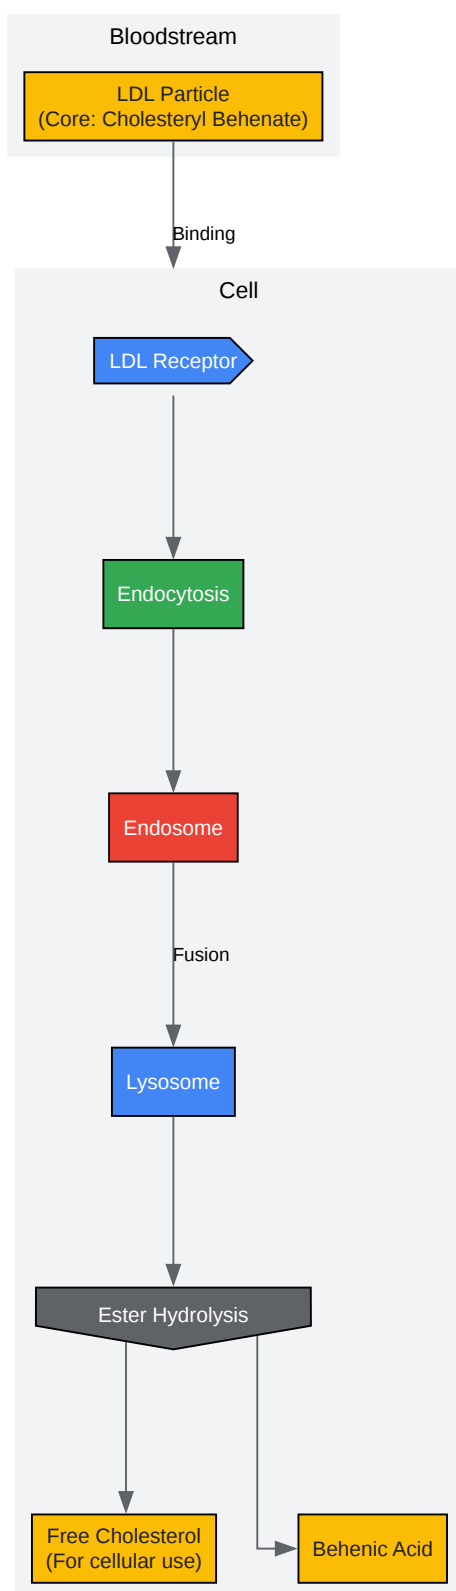 Bloodstream
LDL Particle
(Core: Cholesteryl Behenate)
Binding
Cell
LDL Receptor
Endocytosis
Endosome
Fusion
Lysosome
Ester Hydrolysis
Free Cholesterol
(For cellular use)
Behenic Acid